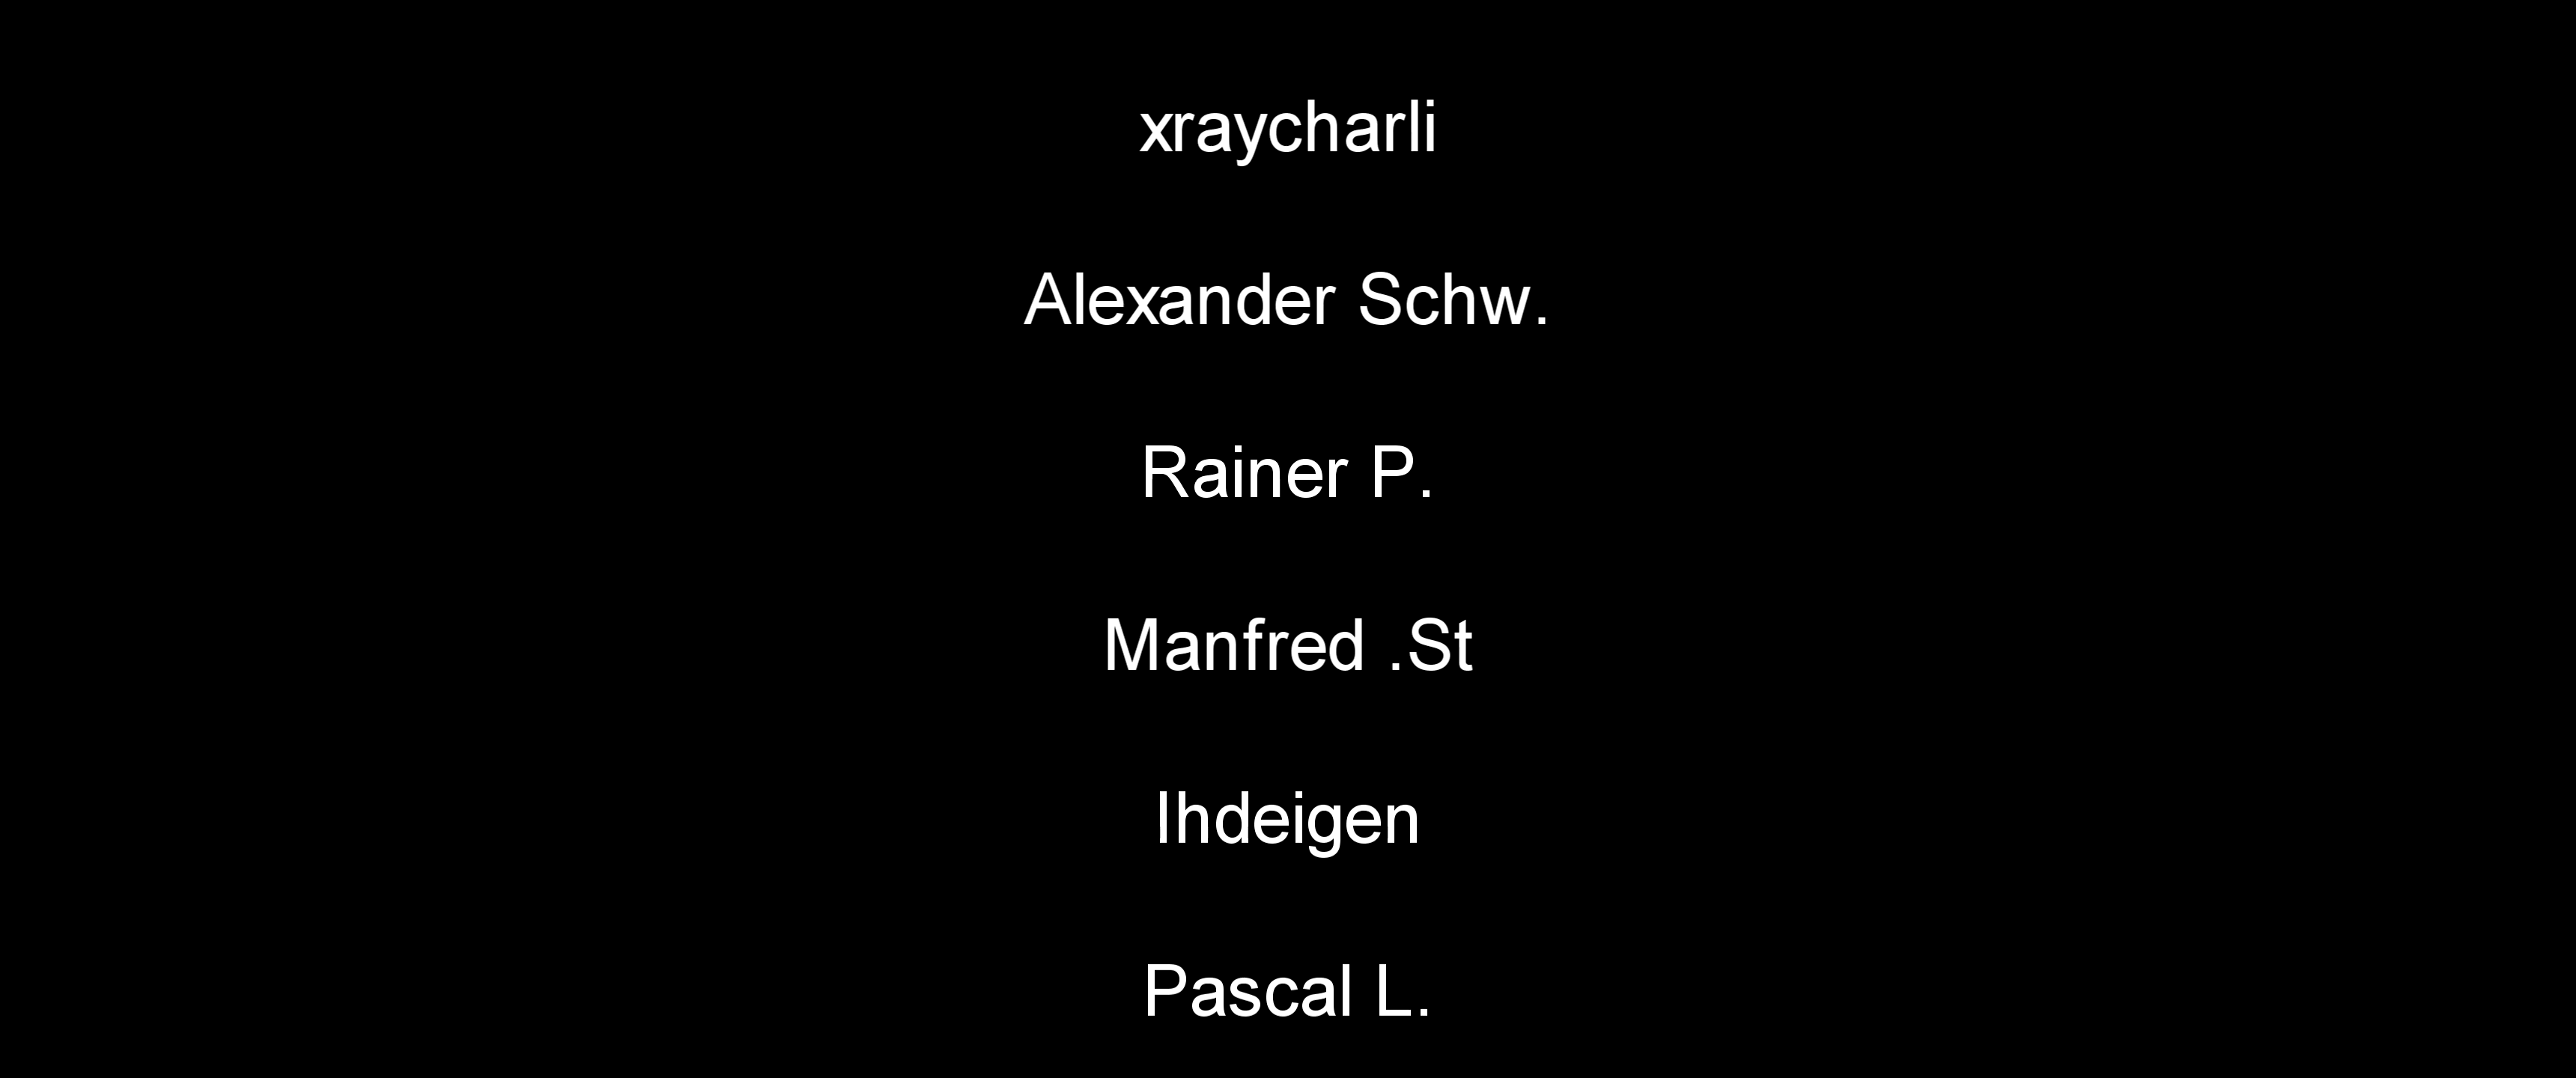 xraycharli
Alexander Schw.
Rainer P.
Manfred .St
Ihdeigen
Pascal L.